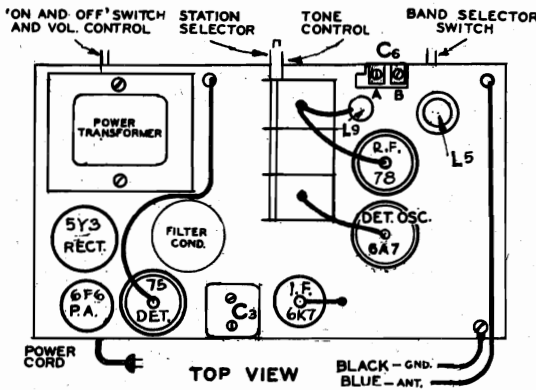 'ON AND OFF' SWITCH
AND VOL. CONTROL
STATION
SELECTOR
TONE
CONTROL
BAND SELECTOR
SWITCH
C6
A B
L9
L5
POWER
TRANSFORMER
R.F.
78
DET. OSC.
6A7
5Y3
RECT.
FILTER
COND.
6F6
P.A.
75
DET.
C3
I.F.
6K7
POWER
CORD
TOP VIEW
BLACK-GND.
BLUE-ANT.